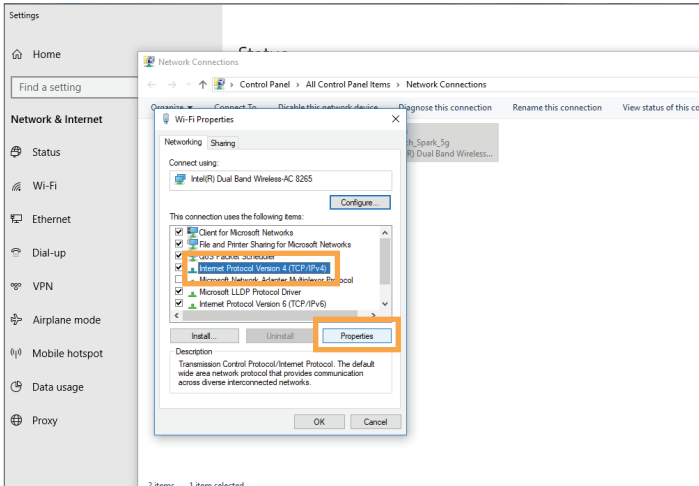 Settings
Home
Find a setting
Network & Internet
Status
Wi-Fi
Ethernet
Dial-up
VPN
Airplane mode
Mobile hotspot
Data usage
Proxy
Status
Network Connections
Control Panel > All Control Panel Items > Network Connections
Organize Connect To Disable this network device Diagnose this connection Rename this connection View status of this co
h_Spark_5g
R) Dual Band Wireless...
Wi-Fi Properties
Networking Sharing
Connect using:
Intel(R) Dual Band Wireless-AC 8265
Configure...
This connection uses the following items:
Client for Microsoft Networks
File and Printer Sharing for Microsoft Networks
QoS Packet Scheduler
Internet Protocol Version 4 (TCP/IPv4)
Microsoft Network Adapter Multiplexor Protocol
Microsoft LLDP Protocol Driver
Internet Protocol Version 6 (TCP/IPv6)
Install... Uninstall Properties
Description
Transmission Control Protocol/Internet Protocol. The default
wide area network protocol that provides communication
across diverse interconnected networks.
OK Cancel
2 items 1 item selected